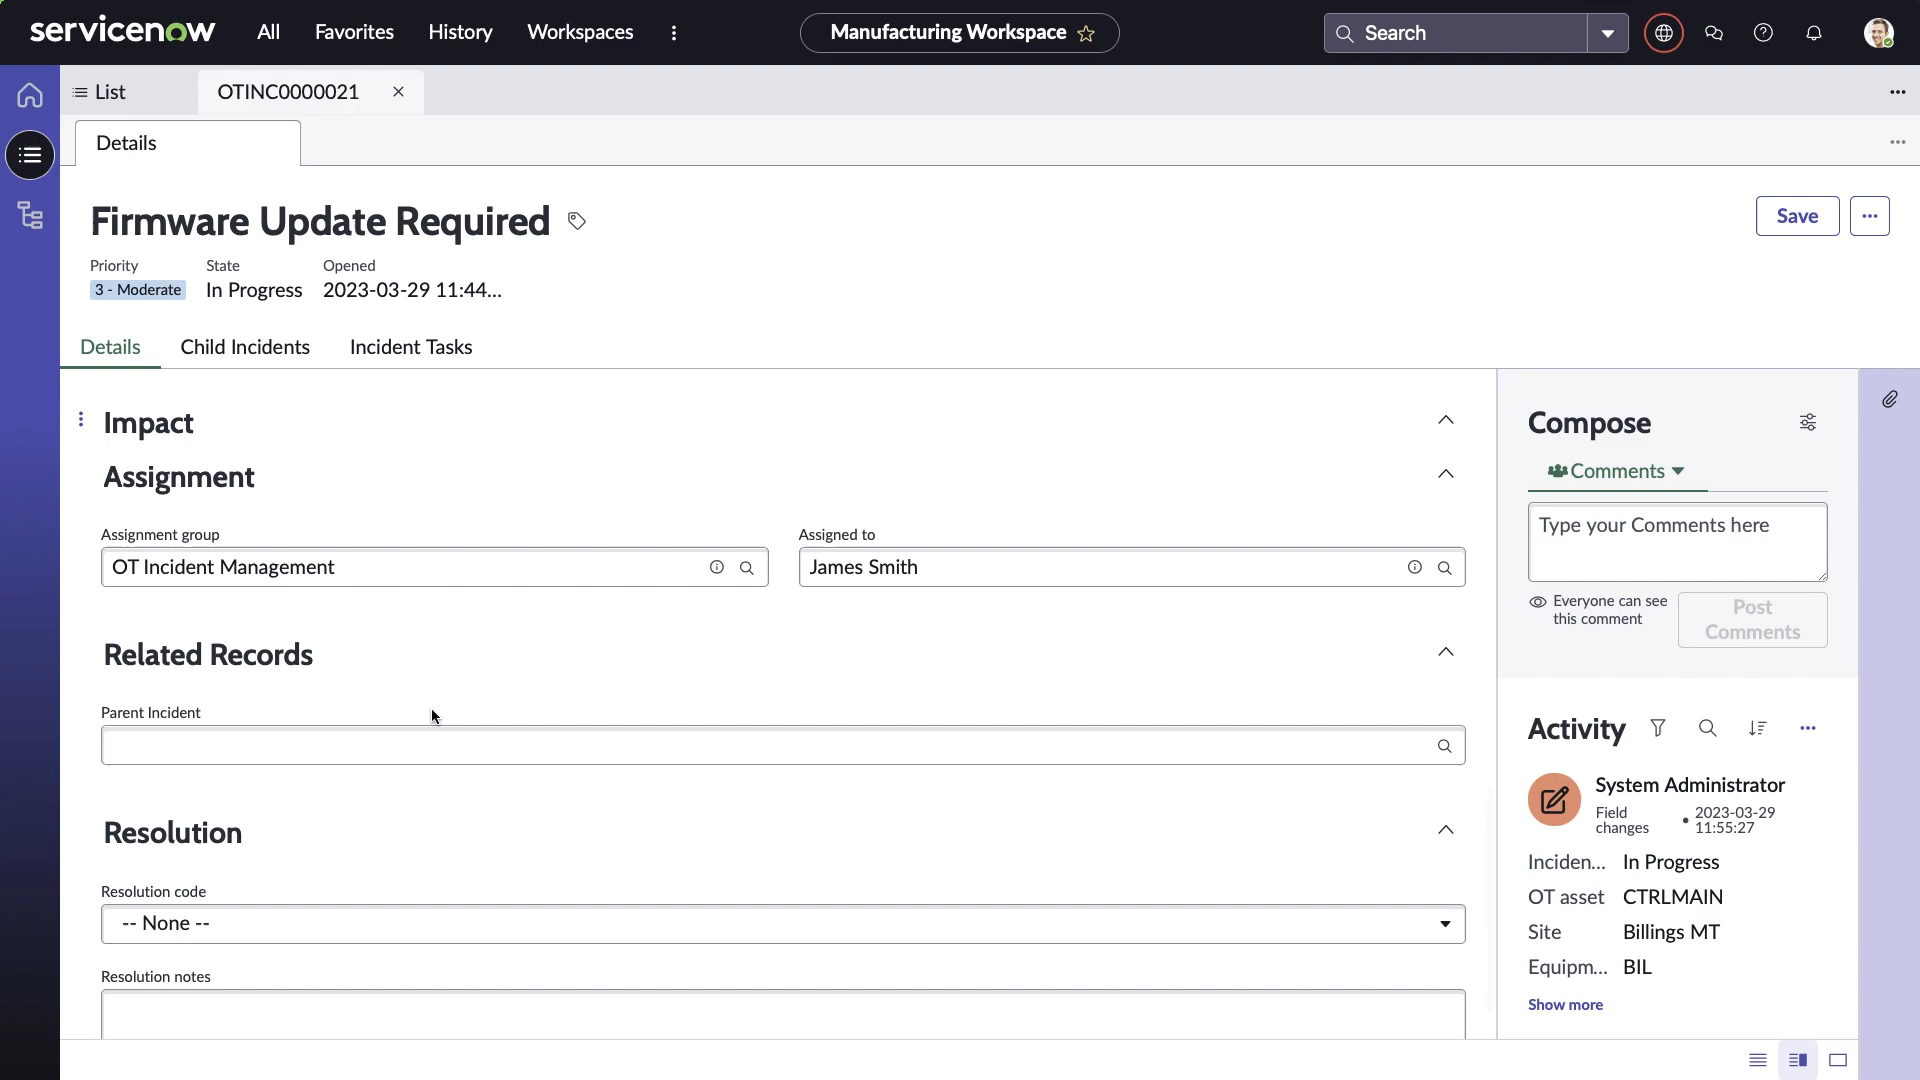 servicenow All Favorites History Workspaces Manufacturing Workspace Search
List OTINC0000021
Details
Firmware Update Required
Save
Priority State Opened
3 - Moderate In Progress 2023-03-29 11:44...
Details Child Incidents Incident Tasks
Impact
Assignment
Assignment group Assigned to
OT Incident Management James Smith
Related Records
Parent Incident
Resolution
Resolution code
-- None --
Resolution notes
Compose
Comments
Type your Comments here
Everyone can see
this comment
Post
Comments
Activity
System Administrator
Field
changes
• 2023-03-29
11:55:27
Inciden... In Progress
OT asset CTRLMAIN
Site Billings MT
Equipm... BIL
Show more